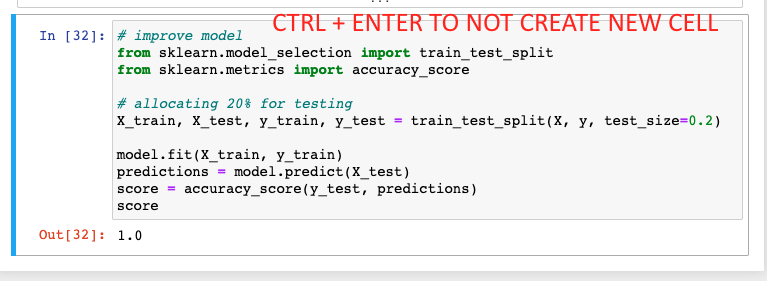 CTRL + ENTER TO NOT CREATE NEW CELL
In [32]: # improve model
from sklearn.model_selection import train_test_split
from sklearn.metrics import accuracy_score
# allocating 20% for testing
X_train, X_test, y_train, y_test = train_test_split(X, y, test_size=0.2)
model.fit(X_train, y_train)
predictions = model.predict(X_test)
score = accuracy_score(y_test, predictions)
score
Out[32]: 1.0